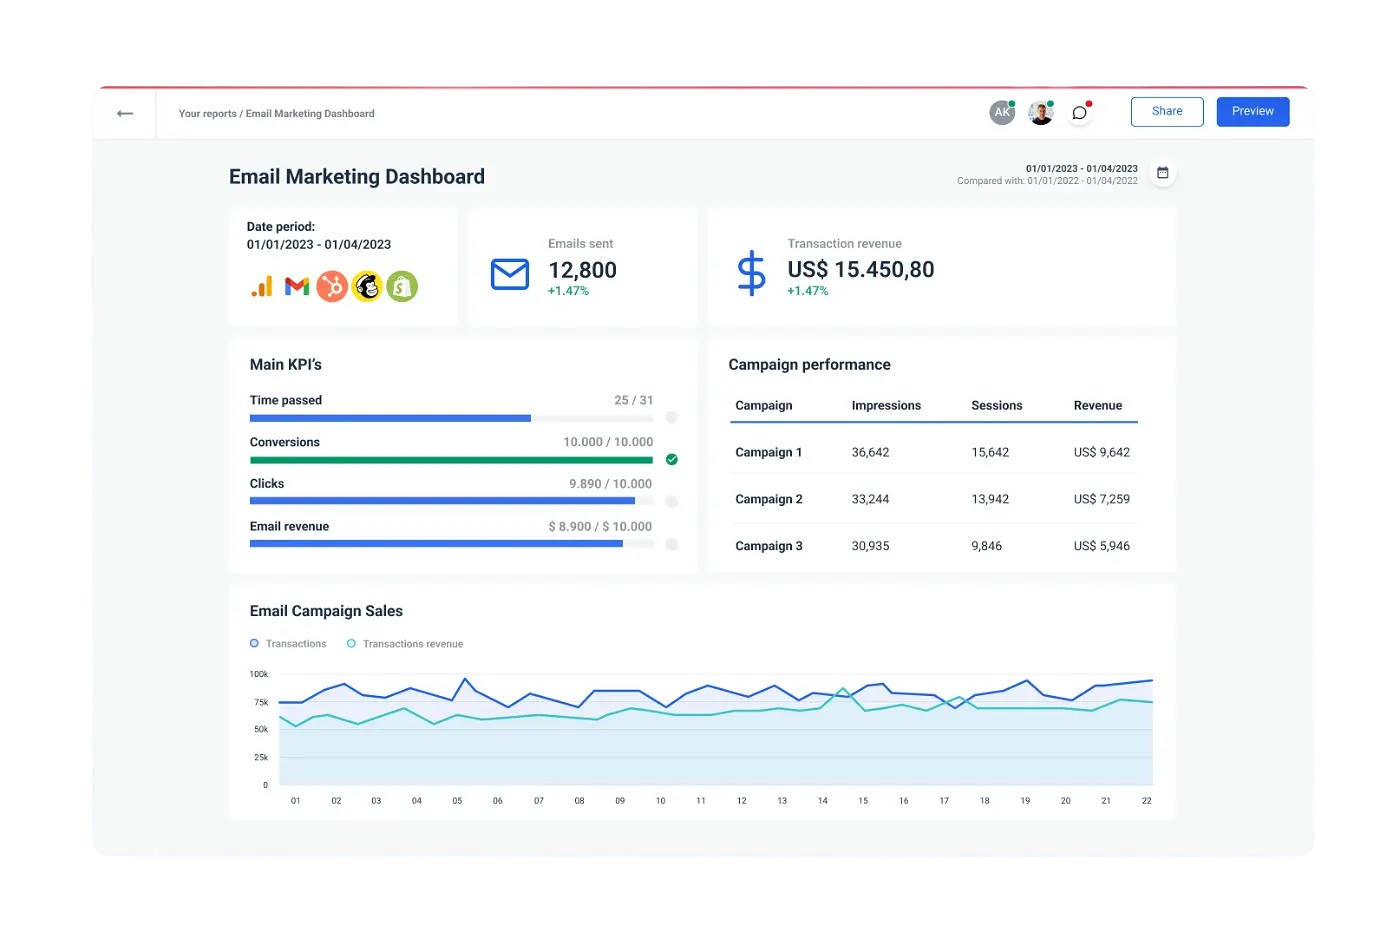 Your reports / Email Marketing Dashboard
AK
Share
Preview
Email Marketing Dashboard
01/01/2023 - 01/04/2023
Compared with: 01/01/2022 - 01/04/2022
Date period:
01/01/2023 - 01/04/2023
Emails sent
12,800
+1.47%
Transaction revenue
US$ 15.450,80
+1.47%
Main KPI’s
Time passed 25 / 31
Conversions 10.000 / 10.000
Clicks 9.890 / 10.000
Email revenue $ 8.900 / $ 10.000
Campaign performance
Campaign Impressions Sessions Revenue
Campaign 1 36,642 15,642 US$ 9,642
Campaign 2 33,244 13,942 US$ 7,259
Campaign 3 30,935 9,846 US$ 5,946
Email Campaign Sales
Transactions Transactions revenue
100k
75k
50k
25k
0
01 02 03 04 05 06 07 08 09 10 11 12 13 14 15 16 17 18 19 20 21 22